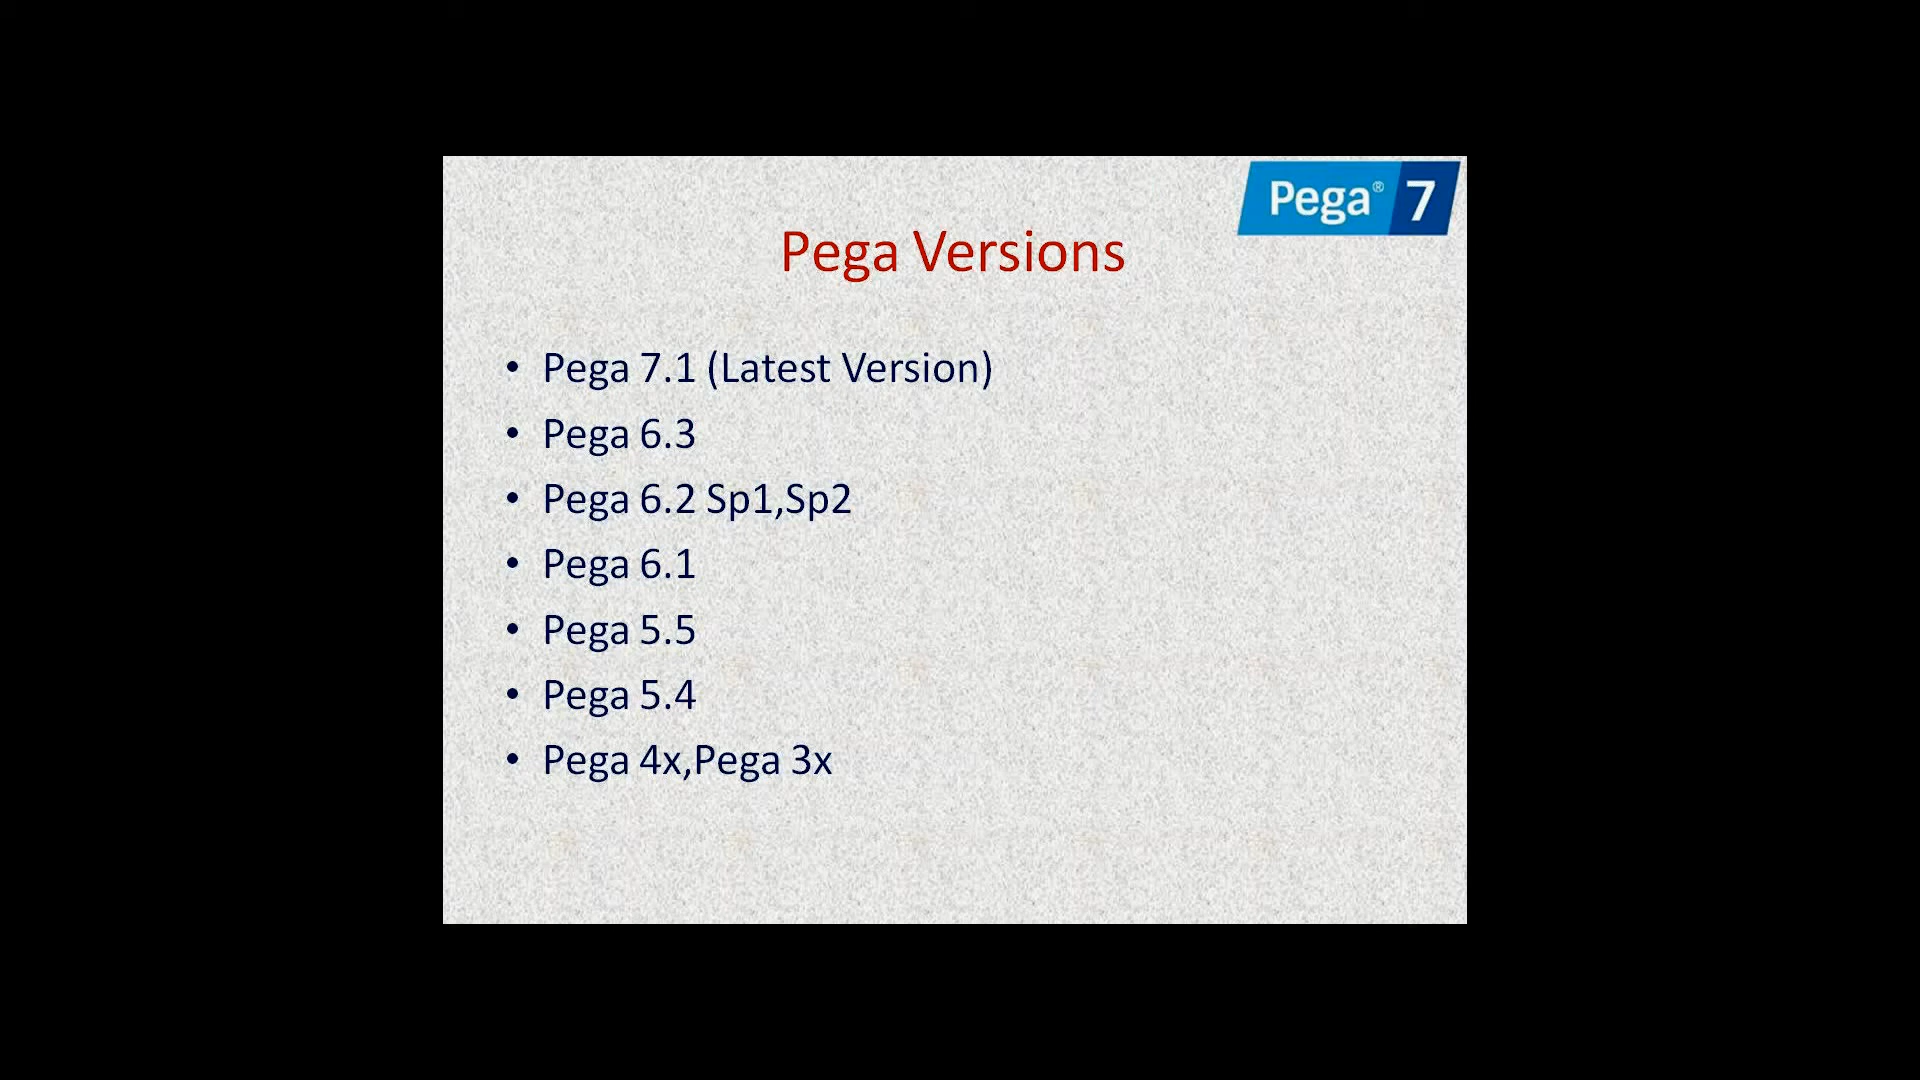 Pega® 7
Pega Versions
• Pega 7.1 (Latest Version)
• Pega 6.3
• Pega 6.2 Sp1,Sp2
• Pega 6.1
• Pega 5.5
• Pega 5.4
• Pega 4x,Pega 3x